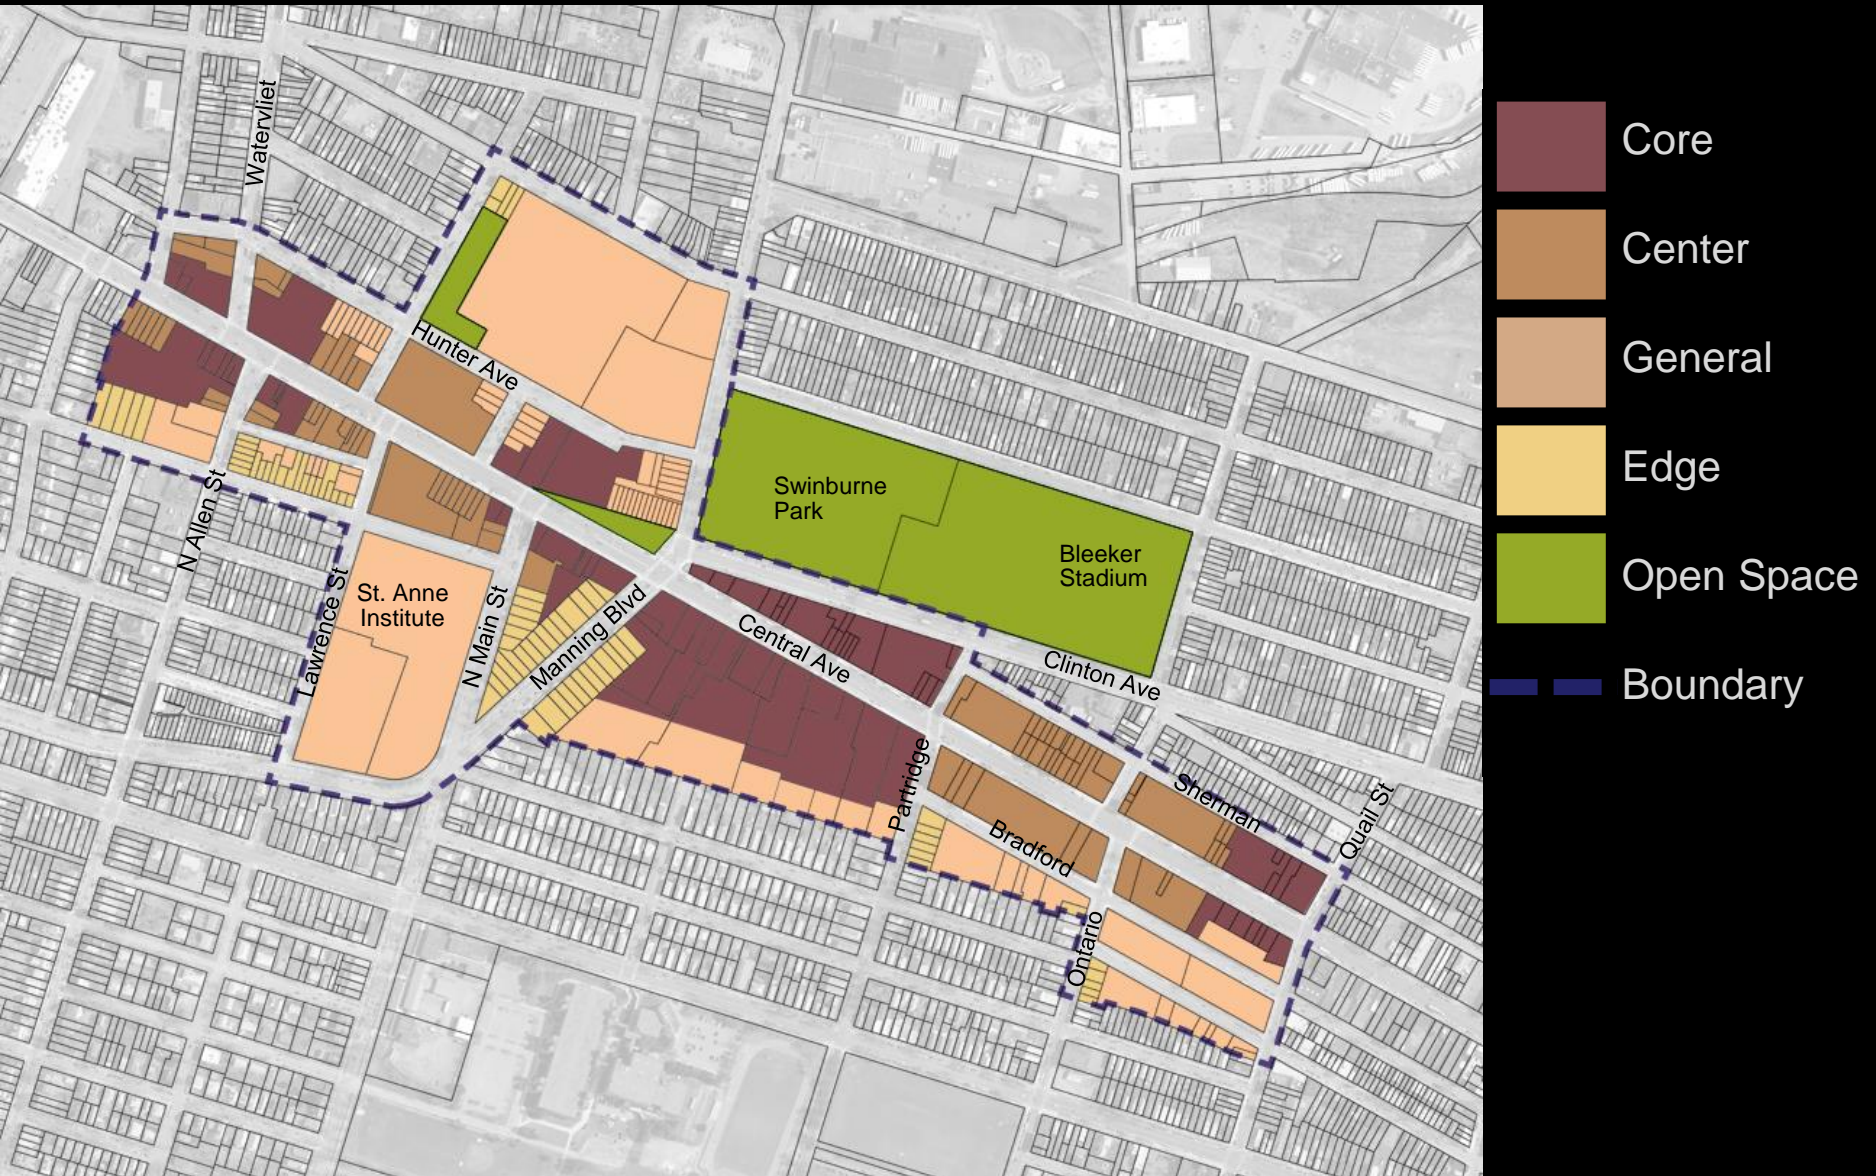 Watervliet
Hunter Ave
N Allen St
Swinburne
Park
Bleeker
Stadium
St. Anne
Institute
Lawrence St
N Main St
Manning Blvd
Central Ave
Clinton Ave
Partridge
Bradford
Sherman
Quail St
Ontario
Core
Center
General
Edge
Open Space
Boundary